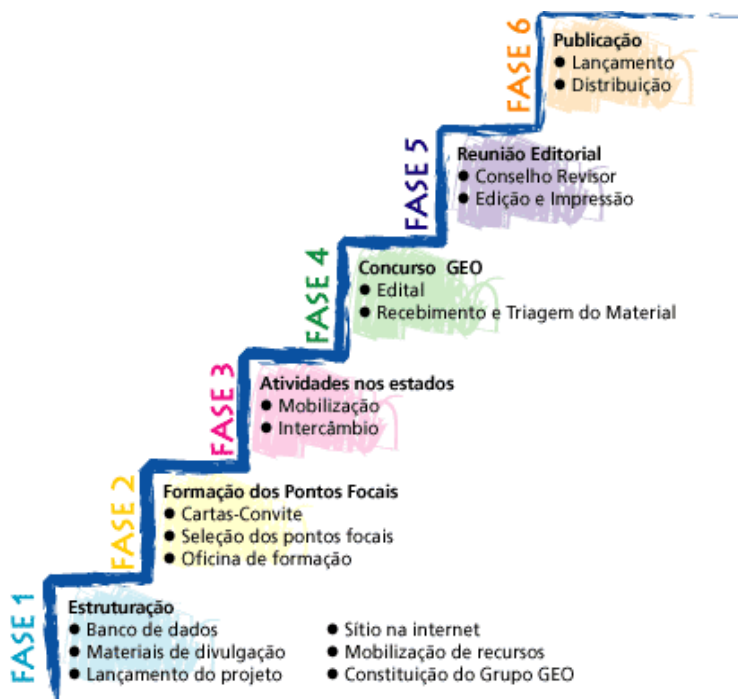 FASE 6
Publicação
● Lançamento
● Distribuição
FASE 5
Reunião Editorial
● Conselho Revisor
● Edição e Impressão
FASE 4
Concurso GEO
● Edital
● Recebimento e Triagem do Material
FASE 3
Atividades nos estados
● Mobilização
● Intercâmbio
FASE 2
Formação dos Pontos Focais
● Cartas-Convite
● Seleção dos pontos focais
● Oficina de formação
FASE 1
Estruturação
● Banco de dados
● Materiais de divulgação
● Lançamento do projeto
● Sítio na internet
● Mobilização de recursos
● Constituição do Grupo GEO